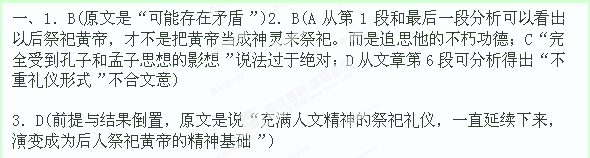 一、1．B(原文是“可能存在矛盾”)2．B(A 从第 1 段和最后一段分析可以看出
以后祭祀黄帝，才不是把黄帝当成神灵来祭祀。而是追思他的不朽功德；C“完
全受到孔子和孟子思想的影想”说法过于绝对；D 从文章第 6 段可分析得出“不
重礼仪形式”不合文意)
3．D(前提与结果倒置，原文是说“充满人文精神的祭祀礼仪，一直延续下来，
演变成为后人祭祀黄帝的精神基础”)